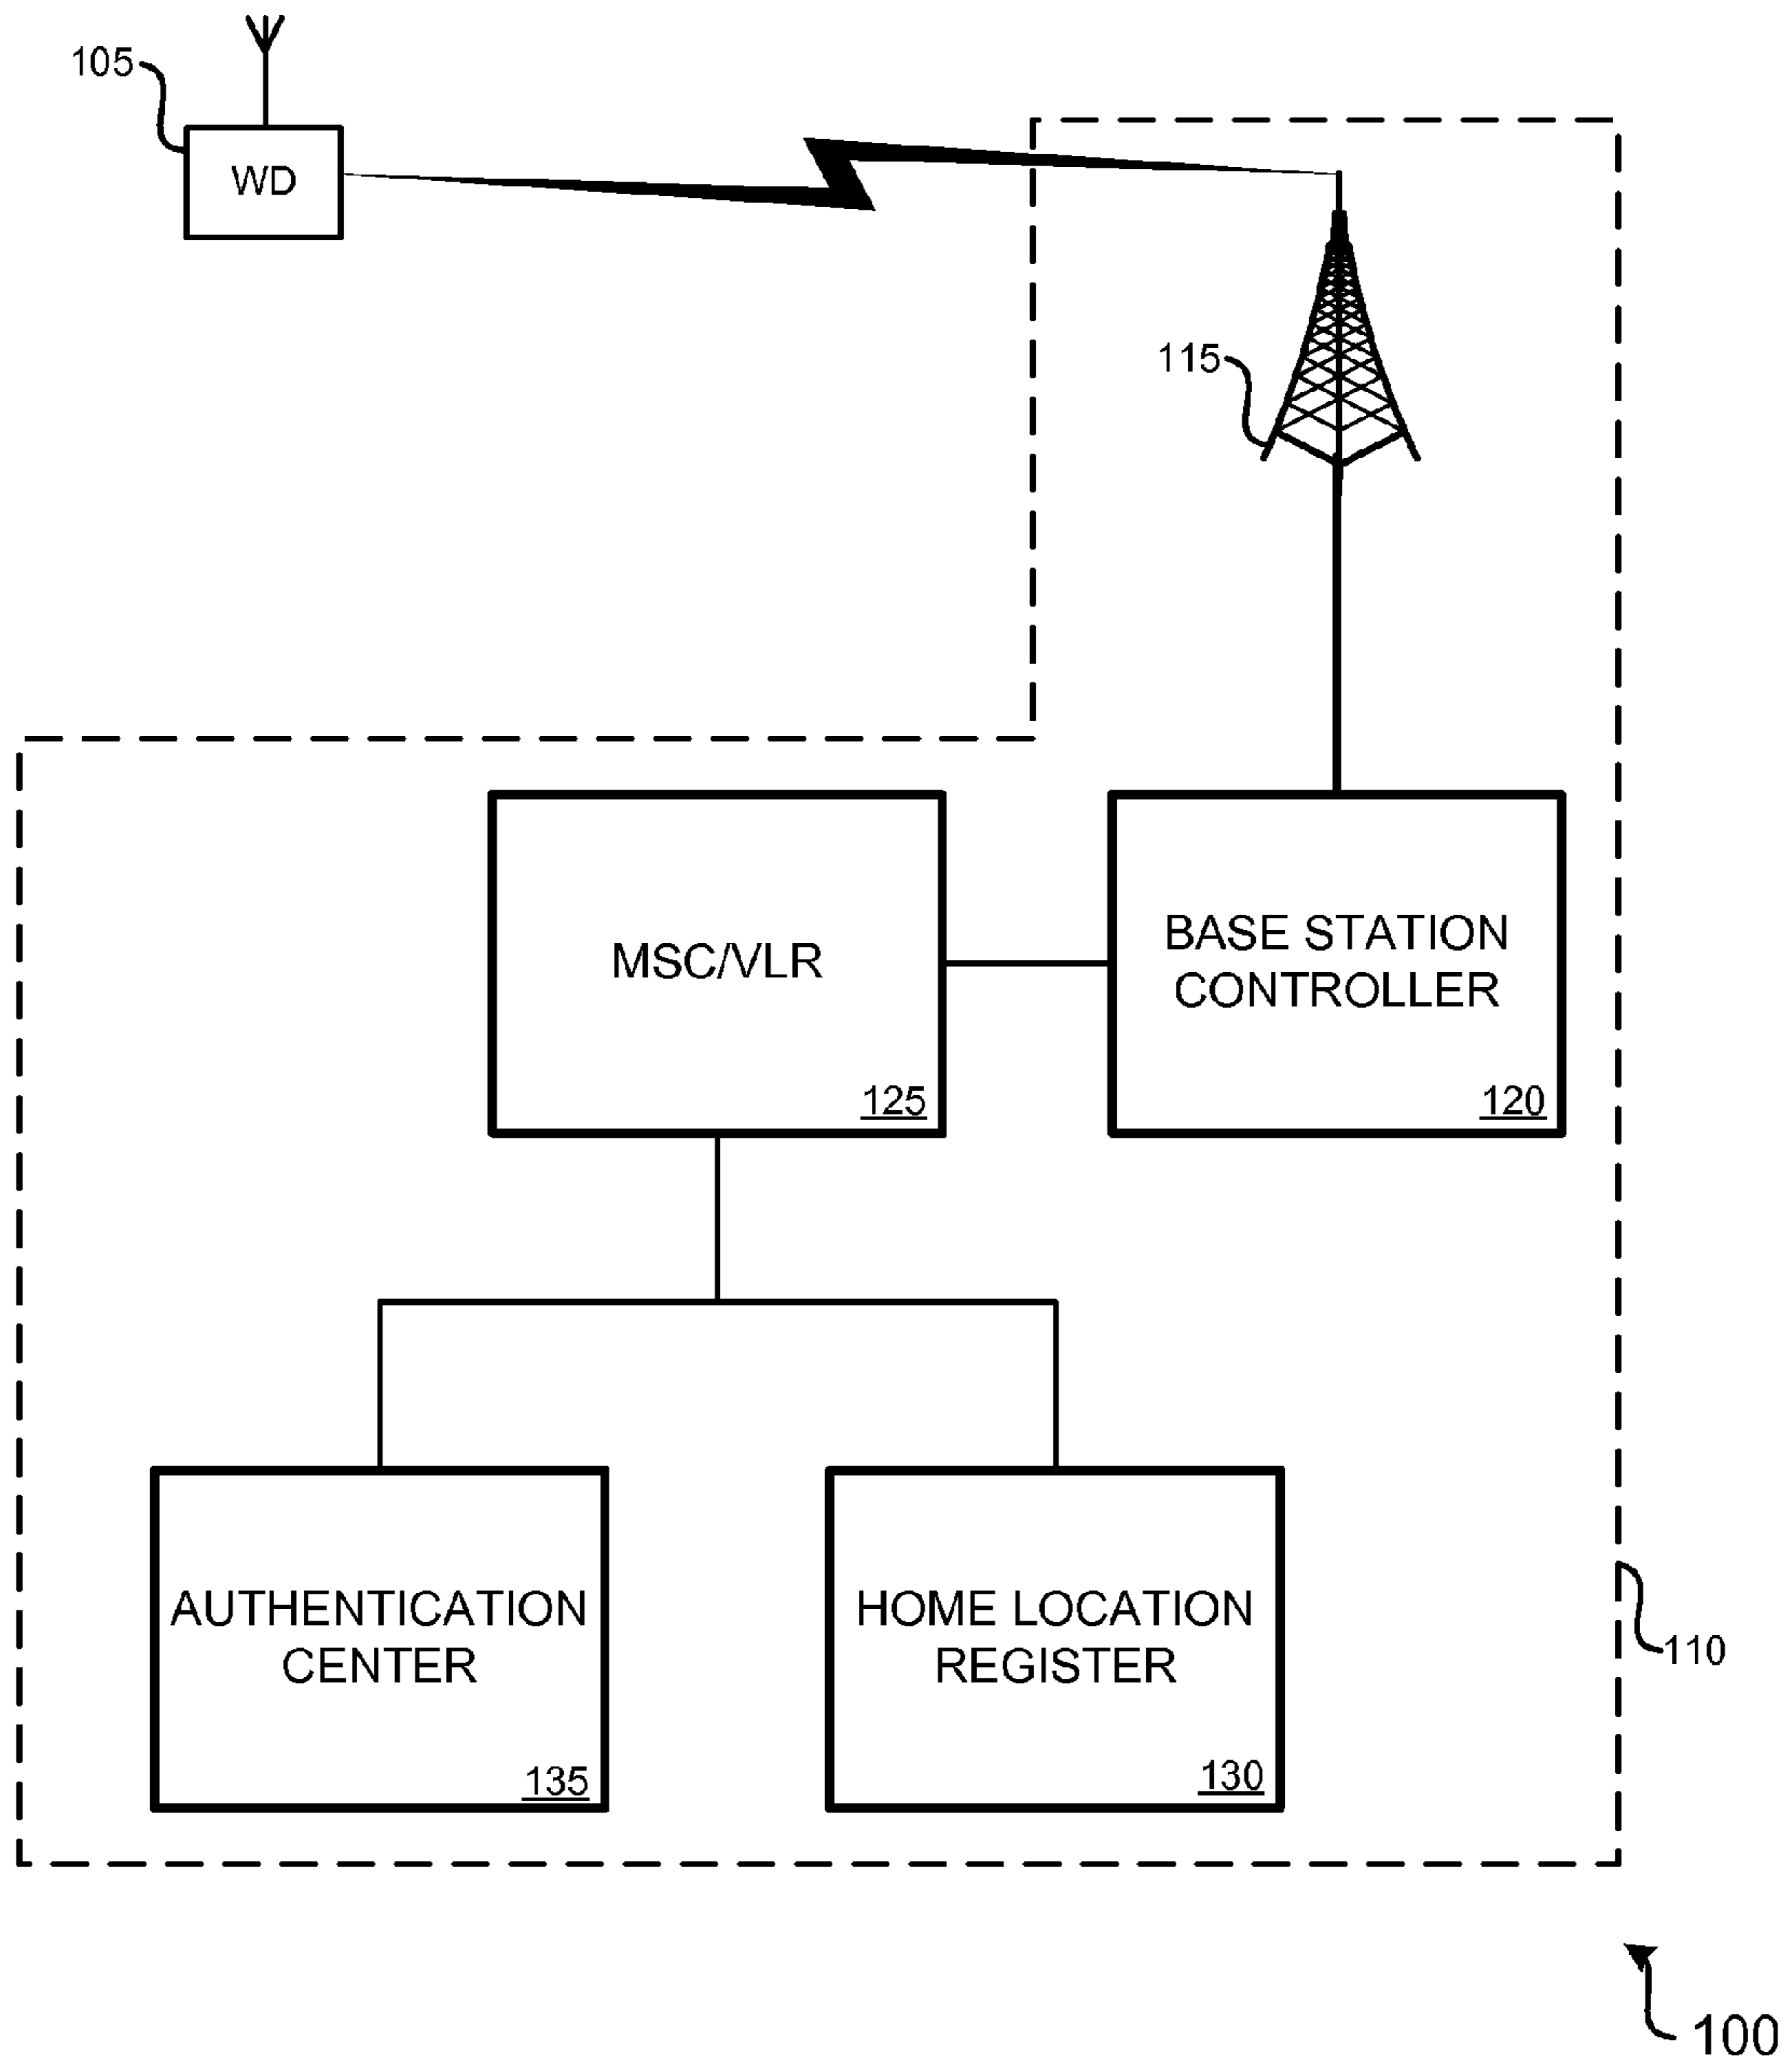 105
WD
115
MSC/VLR
125
BASE STATION
CONTROLLER
120
AUTHENTICATION
CENTER
135
HOME LOCATION
REGISTER
130
110
100